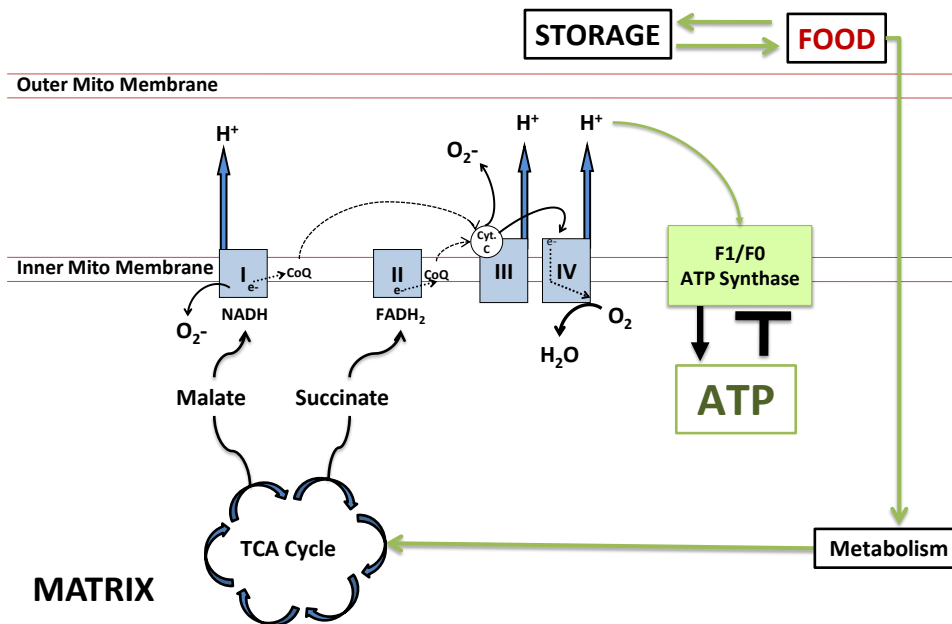 STORAGE
FOOD
Outer Mito Membrane
H⁺
H⁺
H⁺
O₂-
Cyt.
C
e-
F1/F0
ATP Synthase
Inner Mito Membrane
I
e-
CoQ
II
e-
CoQ
III
IV
NADH
FADH₂
O₂-
O₂
H₂O
ATP
Malate
Succinate
TCA Cycle
Metabolism
MATRIX